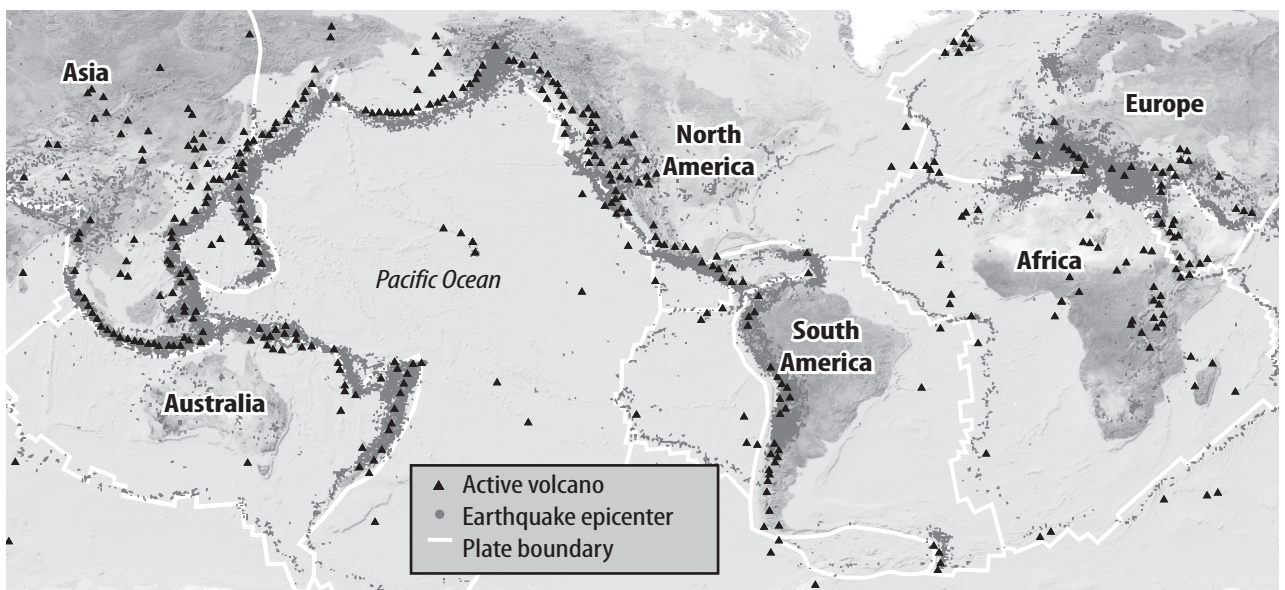 Asia
Europe
North
America
Pacific Ocean
Africa
South
America
Australia
Active volcano
Earthquake epicenter
Plate boundary